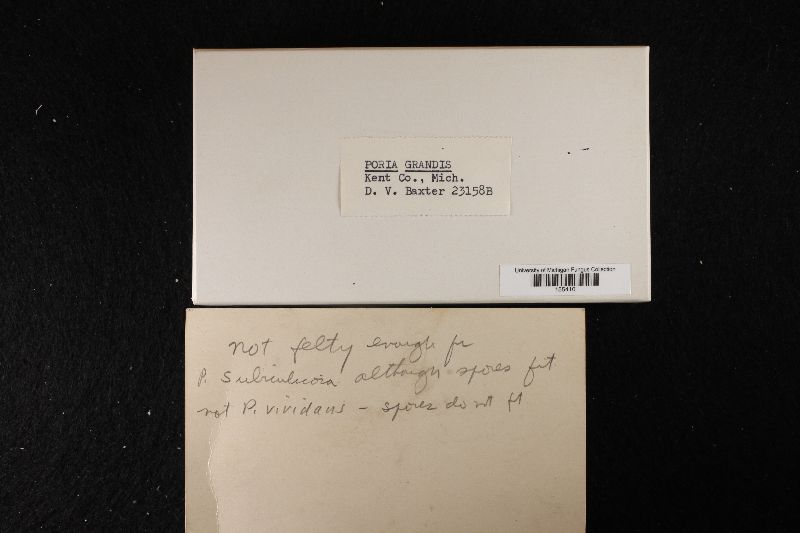 PORIA GRANDIS
Kent Co., Mich.
D. V. Baxter 23158B
University of Michigan Fungus Collection
not felty enough for
P. subiculosa although spores fit
not P. viridans - spores do not fit